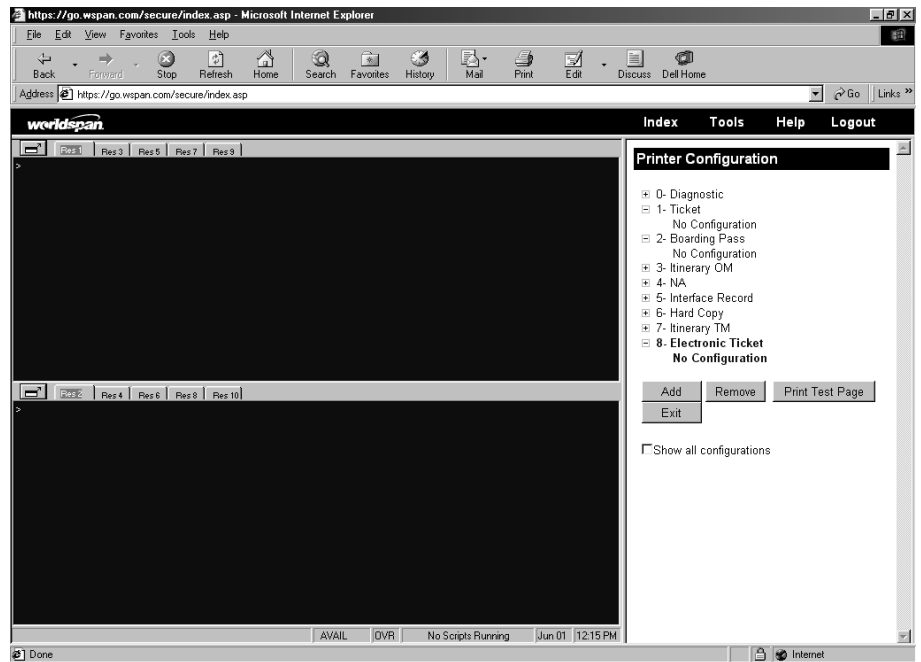 https://go.wspan.com/secure/index.asp - Microsoft Internet Explorer
File Edit View Favorites Tools Help
Back Forward Stop Refresh Home Search Favorites History Mail Print Edit Discuss Dell Home
Address https://go.wspan.com/secure/index.asp Go Links »
worldspan. Index Tools Help Logout
Res 1 Res 3 Res 5 Res 7 Res 9
>
Printer Configuration
0- Diagnostic
1- Ticket
No Configuration
2- Boarding Pass
No Configuration
3- Itinerary OM
4- NA
5- Interface Record
6- Hard Copy
7- Itinerary TM
8- Electronic Ticket
No Configuration
Add Remove Print Test Page
Exit
Show all configurations
Res 2 Res 4 Res 6 Res 8 Res 10
>
AVAIL OVR No Scripts Running Jun 01 12:15 PM
Done Internet